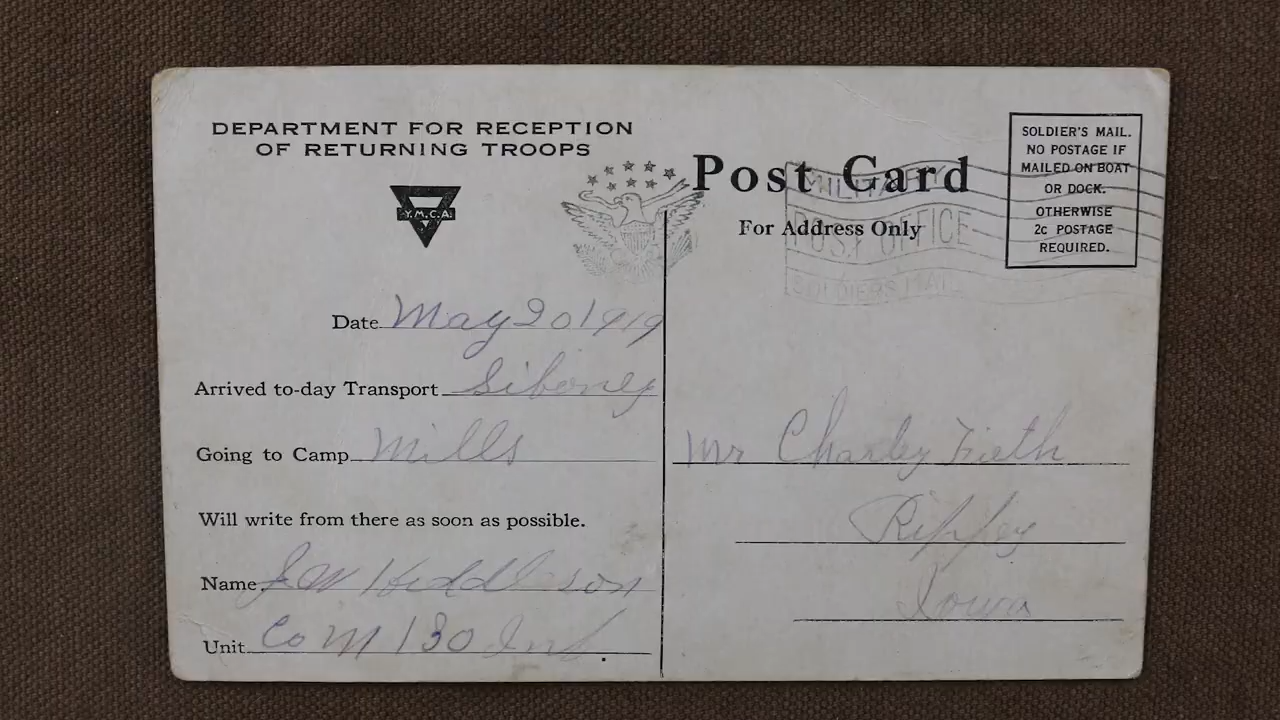 DEPARTMENT FOR RECEPTION
OF RETURNING TROOPS
Y.M.C.A.
Post Card
For Address Only
MILITARY
POST OFFICE
SOLDIERS MAIL
SOLDIER'S MAIL.
NO POSTAGE IF
MAILED ON BOAT
OR DOCK.
OTHERWISE
2c POSTAGE
REQUIRED.
Date May 20 1919
Arrived to-day Transport Siboney
Going to Camp Mills
Will write from there as soon as possible.
Name J W
Unit Co M 130 Inf.
Mr Charley
Rippey
Iowa